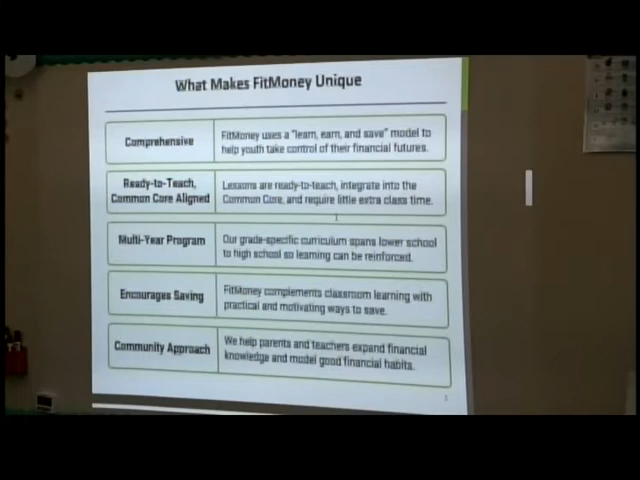 What Makes FitMoney Unique
Comprehensive
FitMoney uses a "learn, earn, and save" model to
help youth take control of their financial futures.
Ready-to-Teach,
Common Core Aligned
Lessons are ready-to-teach, integrate into the
Common Core, and require little extra class time.
Multi-Year Program
Our grade-specific curriculum spans lower school
to high school so learning can be reinforced.
Encourages Saving
FitMoney complements classroom learning with
practical and motivating ways to save.
Community Approach
We help parents and teachers expand financial
knowledge and model good financial habits.